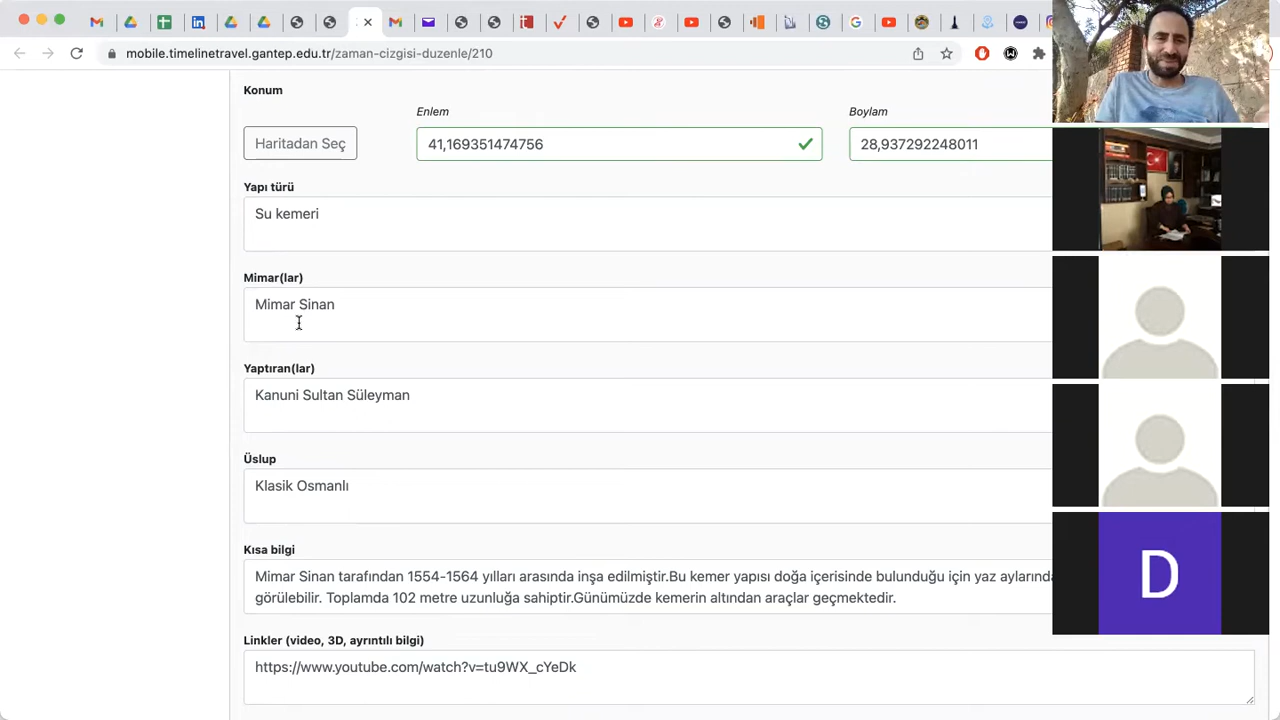 mobile.timelinetravel.gantep.edu.tr/zaman-cizgisi-duzenle/210
Konum
Enlem
Boylam
Haritadan Seç
41,169351474756
28,937292248011
Yapı türü
Su kemeri
Mimar(lar)
Mimar Sinan
Yaptıran(lar)
Kanuni Sultan Süleyman
Üslup
Klasik Osmanlı
Kısa bilgi
Mimar Sinan tarafından 1554-1564 yılları arasında inşa edilmiştir.Bu kemer yapısı doğa içerisinde bulunduğu için yaz aylarında
görülebilir. Toplamda 102 metre uzunluğa sahiptir.Günümüzde kemerin altından araçlar geçmektedir.
Linkler (video, 3D, ayrıntılı bilgi)
https://www.youtube.com/watch?v=tu9WX_cYeDk
D